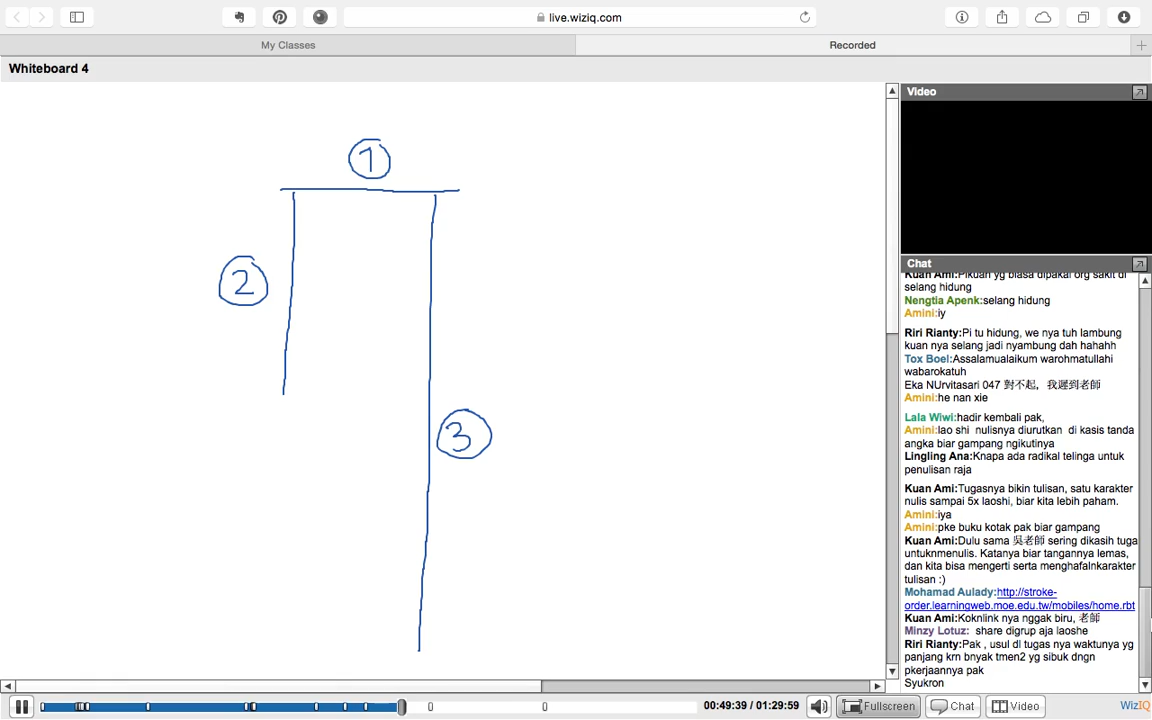 live.wiziq.com
My Classes
Recorded
Whiteboard 4
1
2
3
Video
Chat
Kuan Ami:Pikuan yg biasa dipakai org sakit di
selang hidung
Nengtia Apenk:selang hidung
Amini:iy
Riri Rianty:Pi tu hidung, we nya tuh lambung
kuan nya selang jadi nyambung dah hahahh
Tox Boel:Assalamualaikum warohmatullahi
wabarokatuh
Eka NUrvitasari 047 對不起，我遲到老師
Amini:he nan xie
Lala Wiwi:hadir kembali pak,
Amini:lao shi nulisnya diurutkan di kasis tanda
angka biar gampang ngikutinya
Lingling Ana:Knapa ada radikal telinga untuk
penulisan raja
Kuan Ami:Tugasnya bikin tulisan, satu karakter
nulis sampai 5x laoshi, biar kita lebih paham.
Amini:iya
Amini:pke buku kotak pak biar gampang
Kuan Ami:Dulu sama 吳老師 sering dikasih tuga
untuknmenulis. Katanya biar tangannya lemas,
dan kita bisa mengerti serta menghafalnkarakter
tulisan :)
Mohamad Aulady:http://stroke-
order.learningweb.moe.edu.tw/mobiles/home.rbt
Kuan Ami:Koknlink nya nggak biru, 老師
Minzy Lotuz: share digrup aja laoshe
Riri Rianty:Pak , usul di tugas nya waktunya yg
panjang krn bnyak tmen2 yg sibuk dngn
pkerjaannya pak
Syukron
00:49:39 / 01:29:59
Fullscreen
Chat
Video
WizIQ